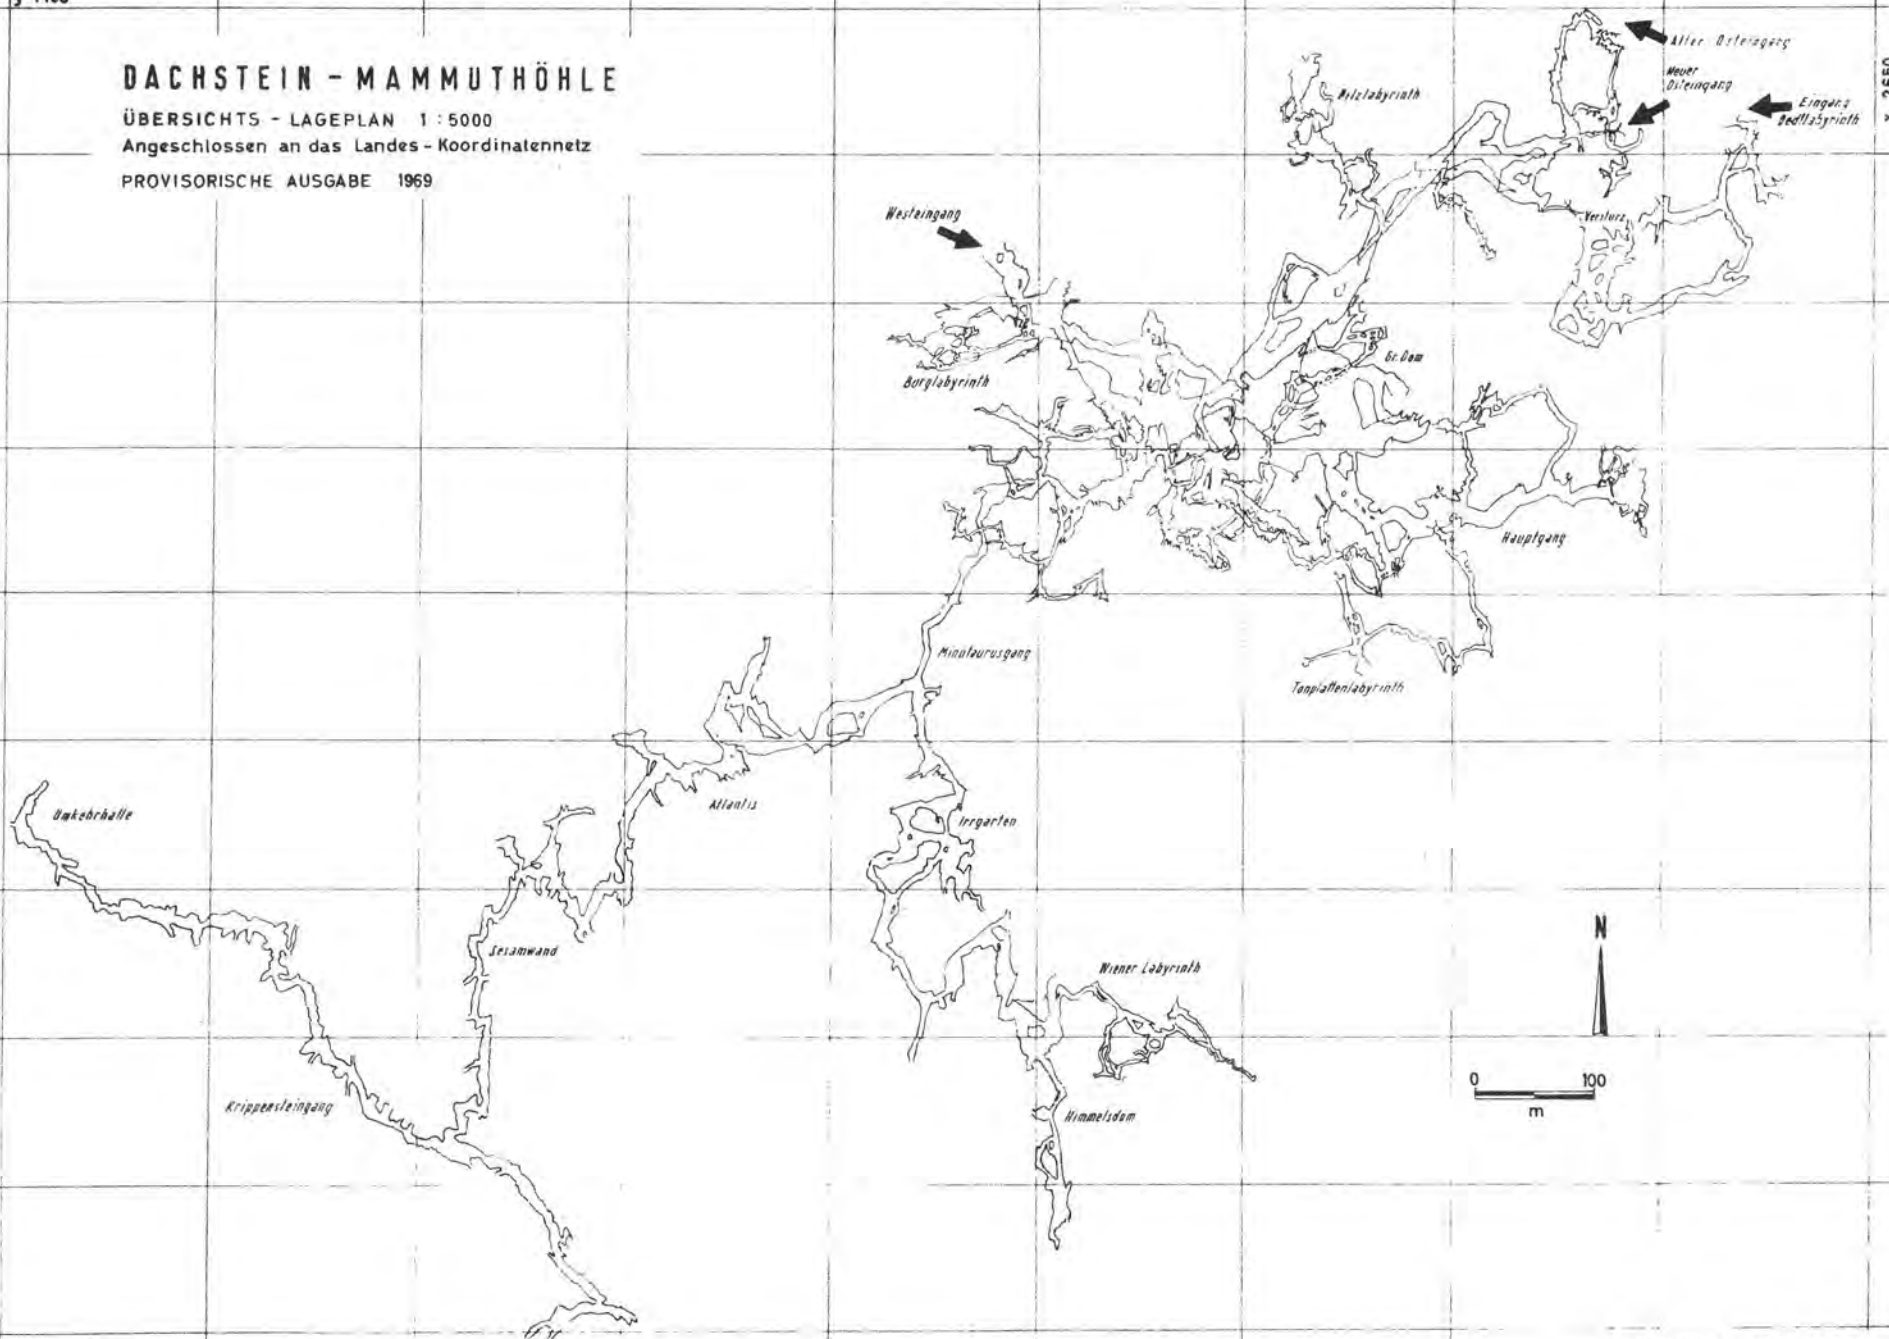 DACHSTEIN - MAMMUTHÖHLE
ÜBERSICHTS - LAGEPLAN 1 : 5000
Angeschlossen an das Landes - Koordinatennetz
PROVISORISCHE AUSGABE 1969
Alter Osteingang
Neuer
Osteingang
Eingang
Oedllabyrinth
Pilzlabyrinth
Westeingang
Versturz
Gr. Dom
Burglabyrinth
Hauptgang
Minotaurusgang
Tonplattenlabyrinth
Atlantis
Umkehrhalle
Irrgarten
Sesamwand
Wiener Labyrinth
N
0 100
m
Krippensteingang
Himmelsdom